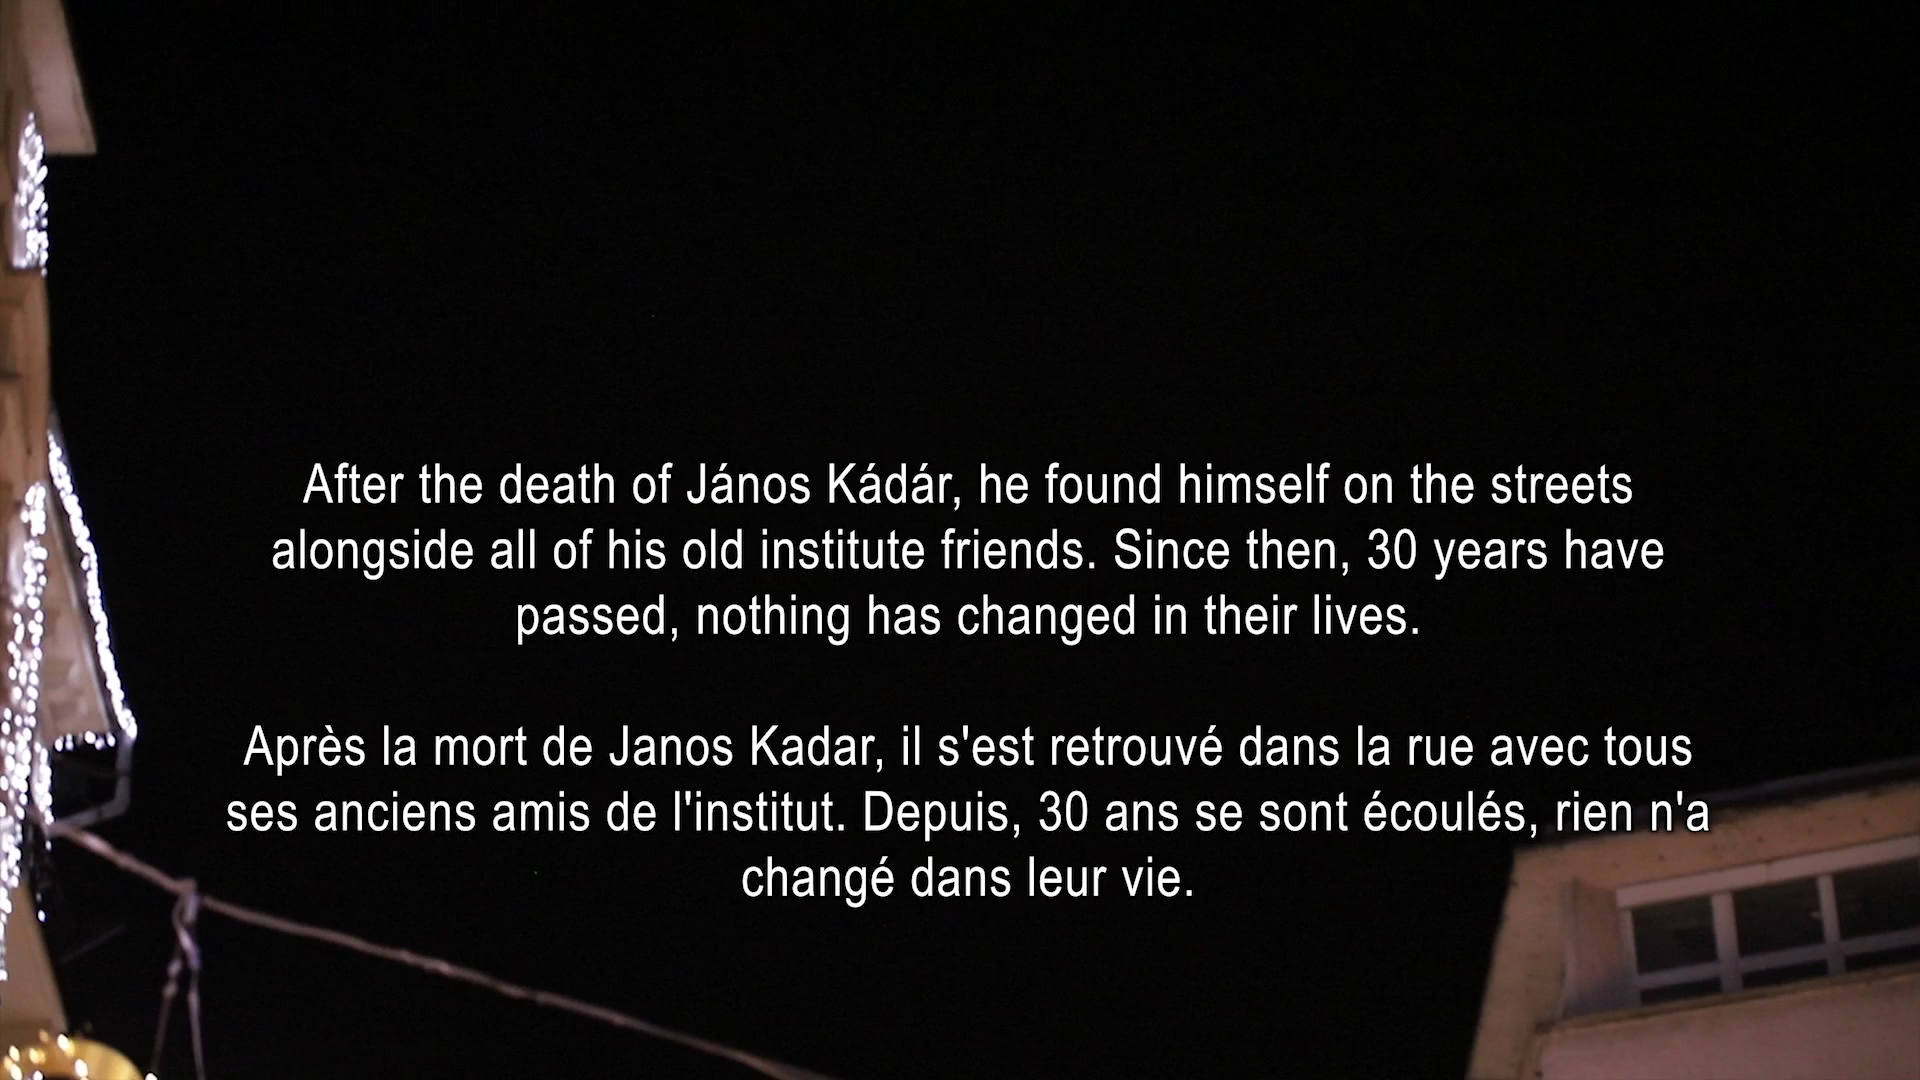 After the death of János Kádár, he found himself on the streets
alongside all of his old institute friends. Since then, 30 years have
passed, nothing has changed in their lives.
Après la mort de Janos Kadar, il s'est retrouvé dans la rue avec tous
ses anciens amis de l'institut. Depuis, 30 ans se sont écoulés, rien n'a
changé dans leur vie.